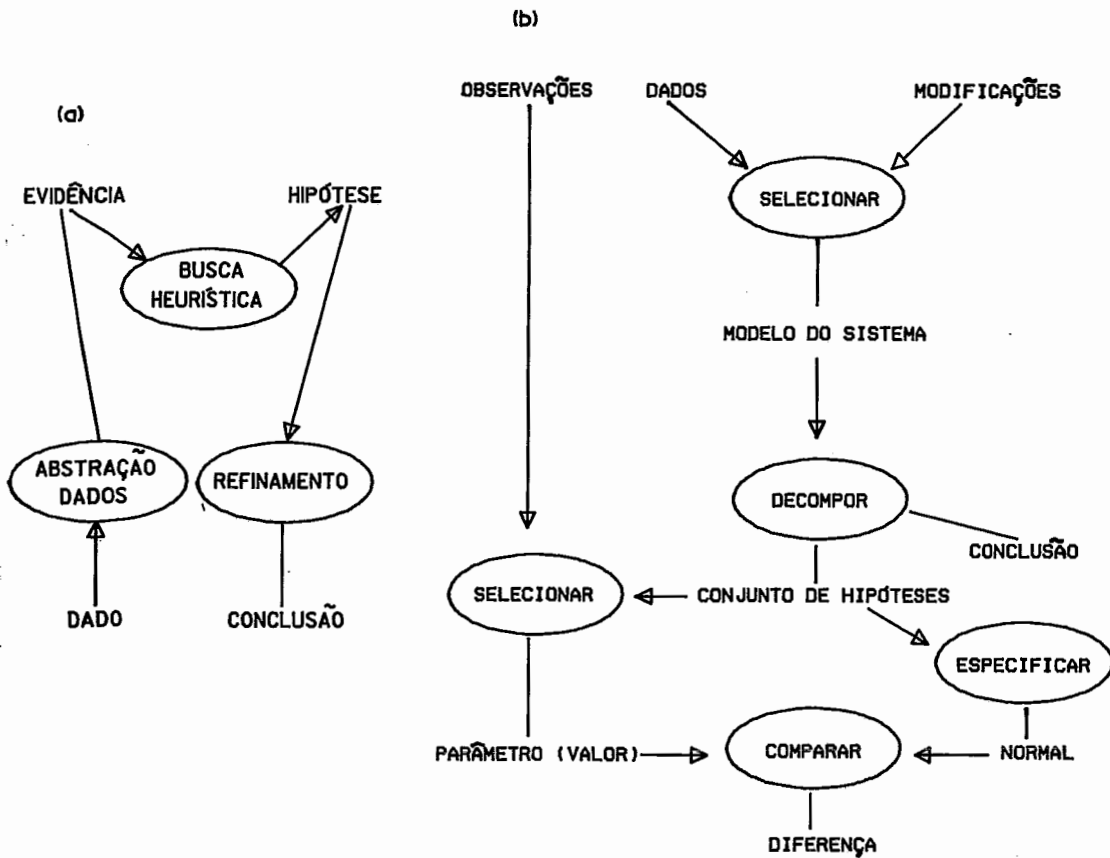 (a)
EVIDÊNCIA
HIPÓTESE
BUSCA
HEURÍSTICA
ABSTRAÇÃO
DADOS
REFINAMENTO
DADO
CONCLUSÃO
(b)
OBSERVAÇÕES
DADOS
MODIFICAÇÕES
SELECIONAR
MODELO DO SISTEMA
DECOMPOR
CONCLUSÃO
SELECIONAR
CONJUNTO DE HIPÓTESES
ESPECIFICAR
PARÂMETRO (VALOR)
COMPARAR
NORMAL
DIFERENÇA